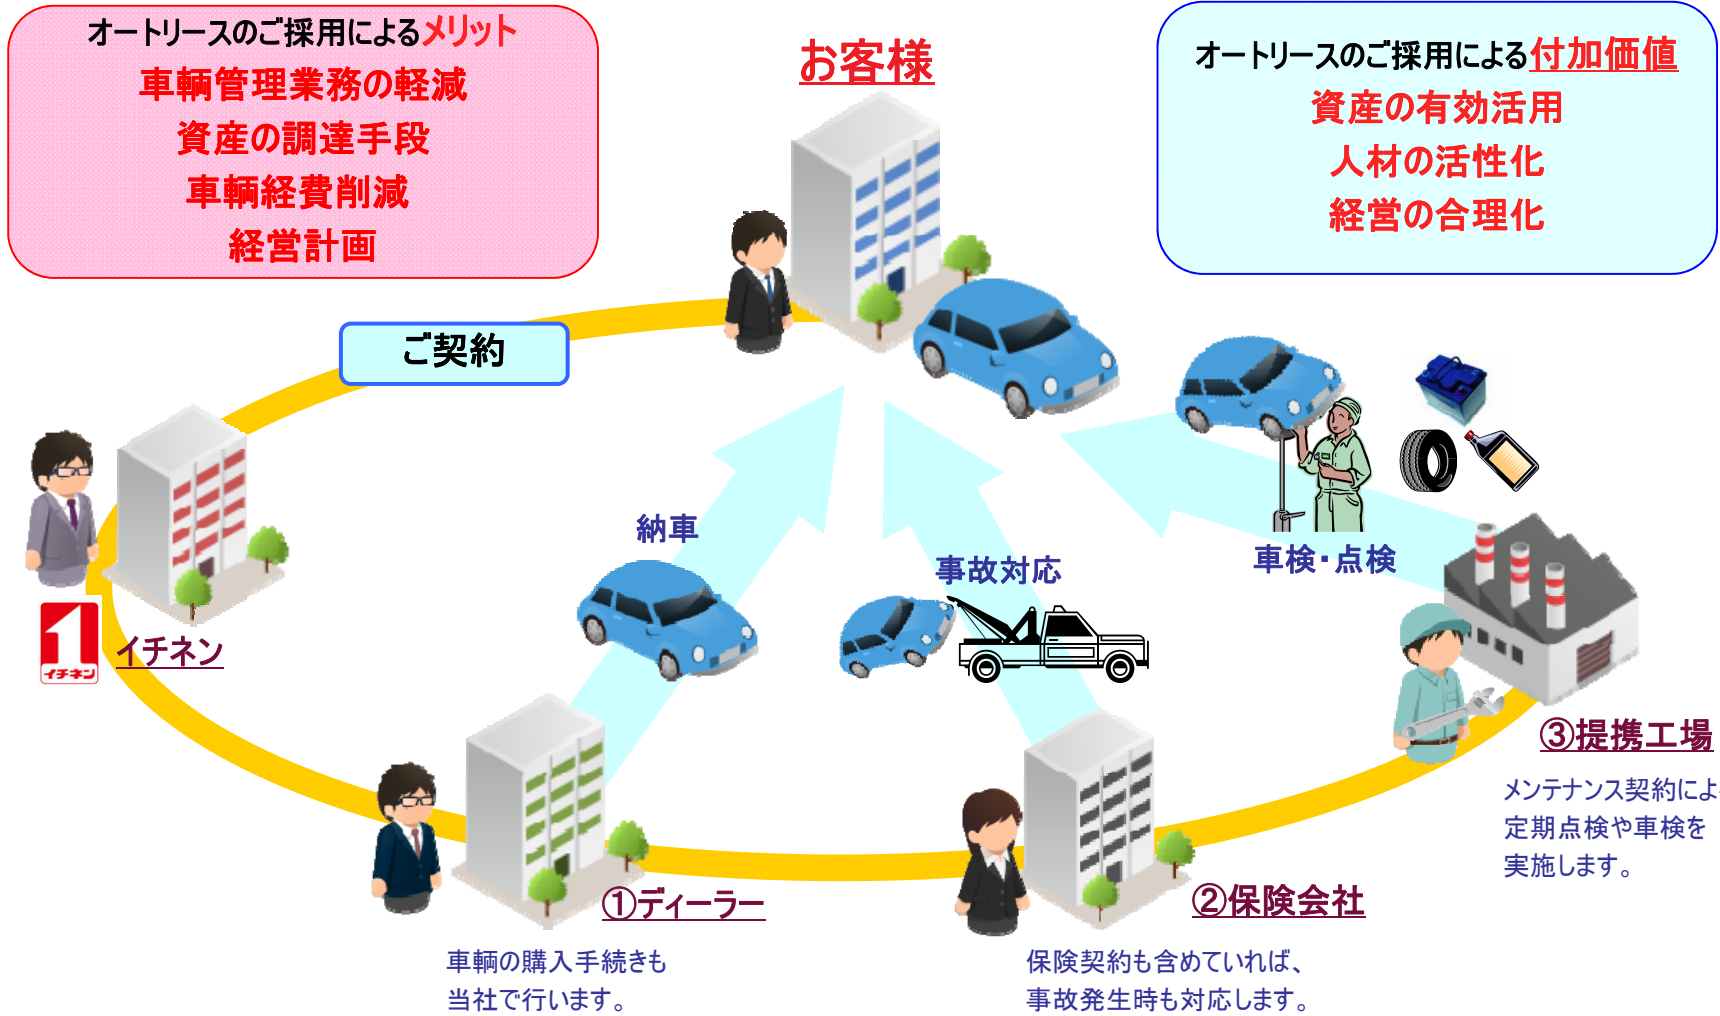 オートリースのご採用によるメリット
車輌管理業務の軽減
資産の調達手段
車輌経費削減
経営計画
お客様
オートリースのご採用による付加価値
資産の有効活用
人材の活性化
経営の合理化
ご契約
納車
事故対応
車検・点検
イチネン
イチネン
①ディーラー
車輌の購入手続きも
当社で行います。
②保険会社
保険契約も含めていれば、
事故発生時も対応します。
③提携工場
メンテナンス契約によ
定期点検や車検を
実施します。